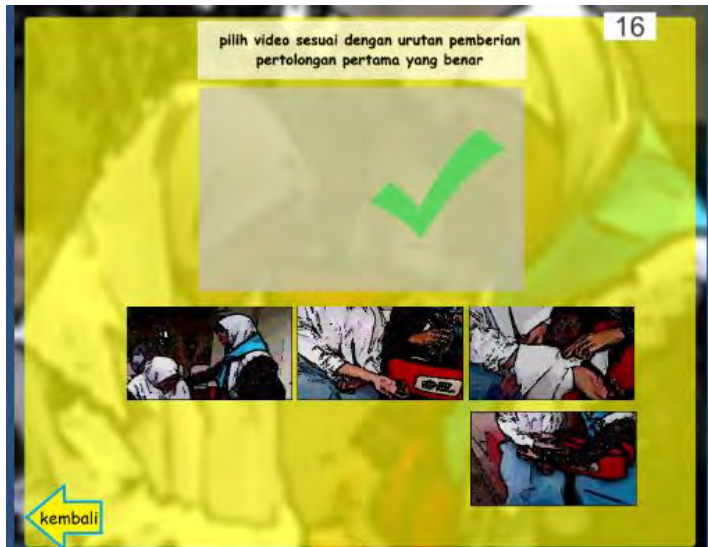 16
pilih video sesuai dengan urutan pemberian
pertolongan pertama yang benar
kembali